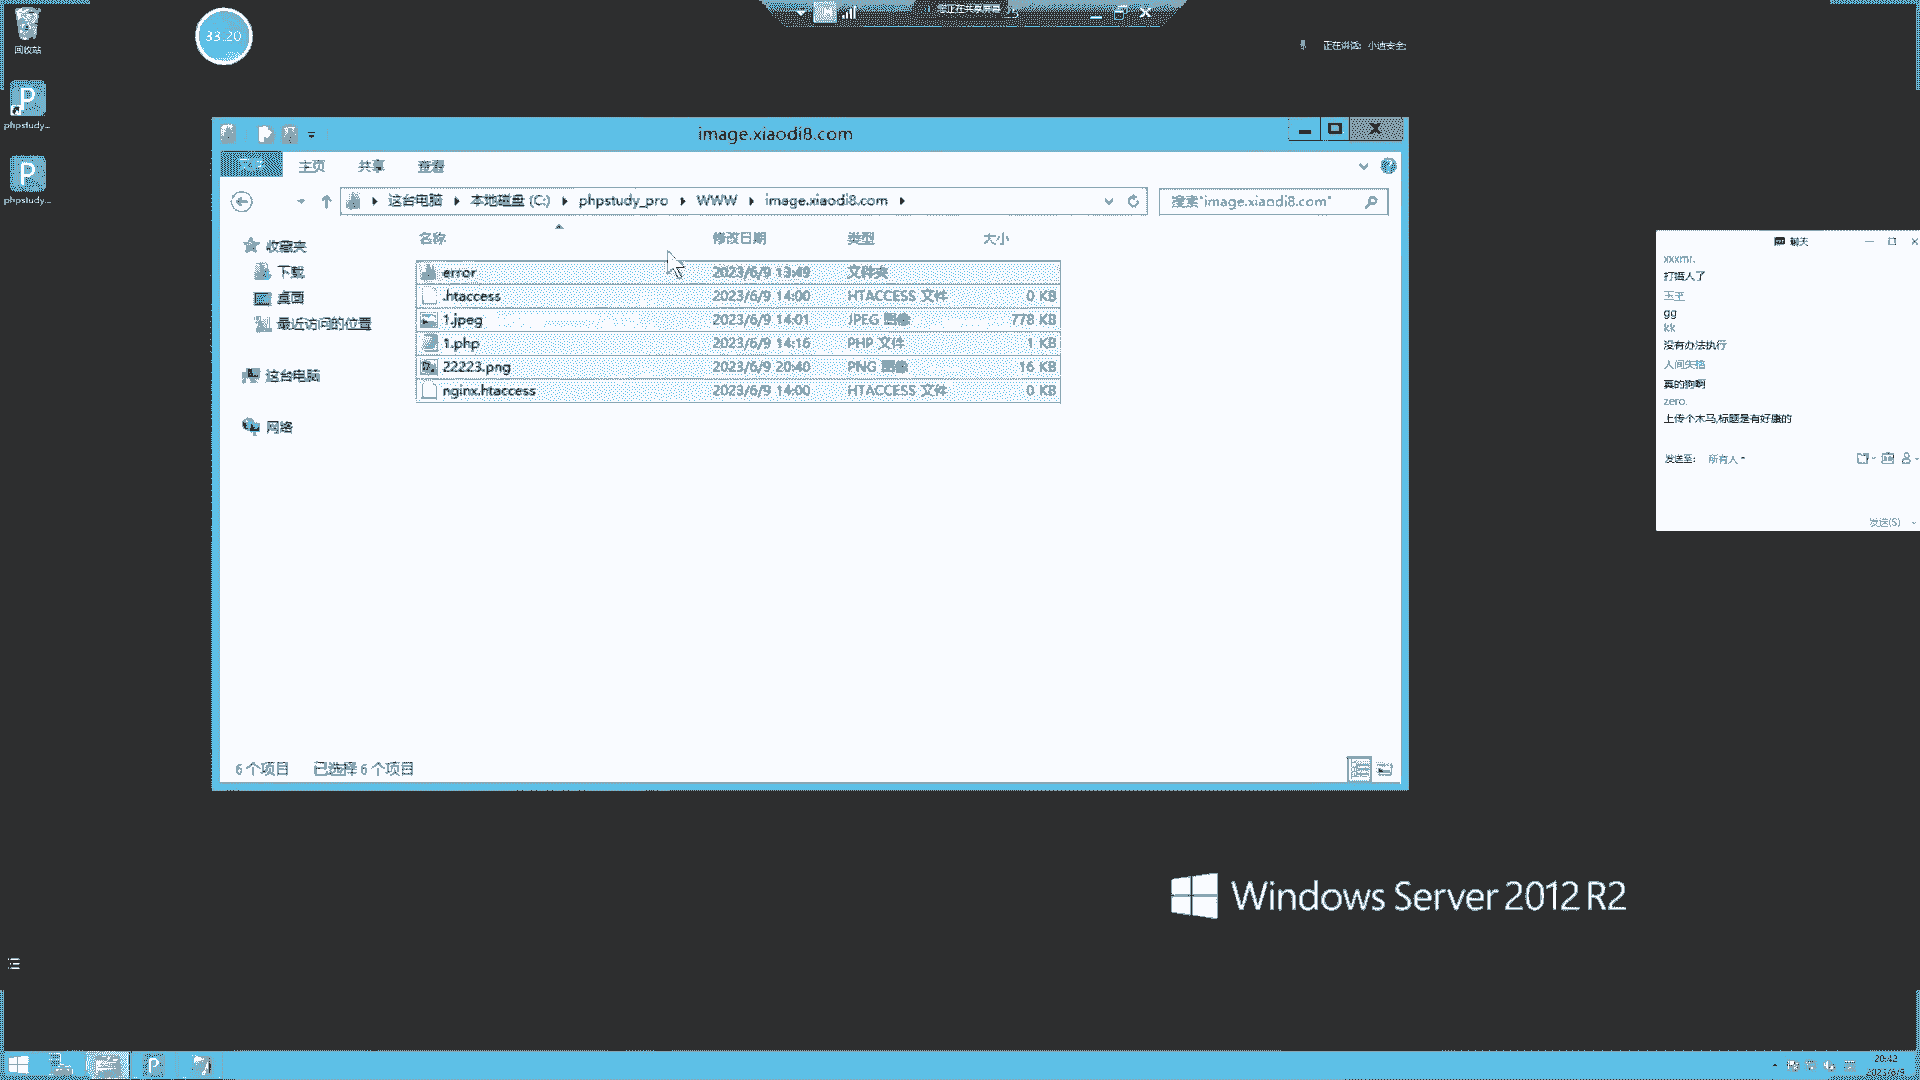 回收站
33:20
您正在共享屏幕
正在讲话: 小迪安全;
phpstudy...
phpstudy...
image.xiaodi8.com
文件
主页
共享
查看
这台电脑
本地磁盘 (C:)
phpstudy_pro
WWW
image.xiaodi8.com
搜索"image.xiaodi8.com"
名称
修改日期
类型
大小
收藏夹
下载
桌面
最近访问的位置
这台电脑
网络
error 2023/6/9 13:49 文件夹
.htaccess 2023/6/9 14:00 HTACCESS 文件 0 KB
1.jpeg 2023/6/9 14:01 JPEG 图像 778 KB
1.php 2023/6/9 14:16 PHP 文件 1 KB
22223.png 2023/6/9 20:40 PNG 图像 16 KB
nginx.htaccess 2023/6/9 14:00 HTACCESS 文件 0 KB
6 个项目
已选择 6 个项目
聊天
xxxmr.
打错人了
gg
kk
没有办法执行
人间失格
真的狗啊
zero.
上传个木马,标题是有好康的
发送至:
所有人
发送(S)
Windows Server 2012 R2
20:42
2023/6/9